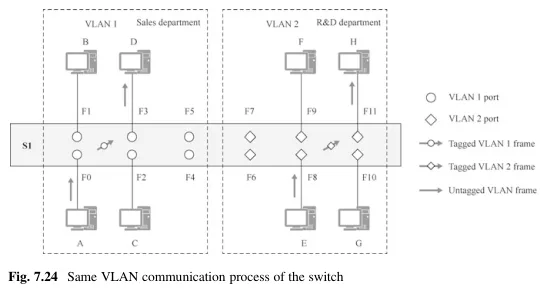 VLAN 1 Sales department VLAN 2 R&D department
B D F H
F1 F3 F5 F7 F9 F11 VLAN 1 port
VLAN 2 port
S1 Tagged VLAN 1 frame
Tagged VLAN 2 frame
F0 F2 F4 F6 F8 F10 Untagged VLAN frame
A C E G
Fig. 7.24 Same VLAN communication process of the switch